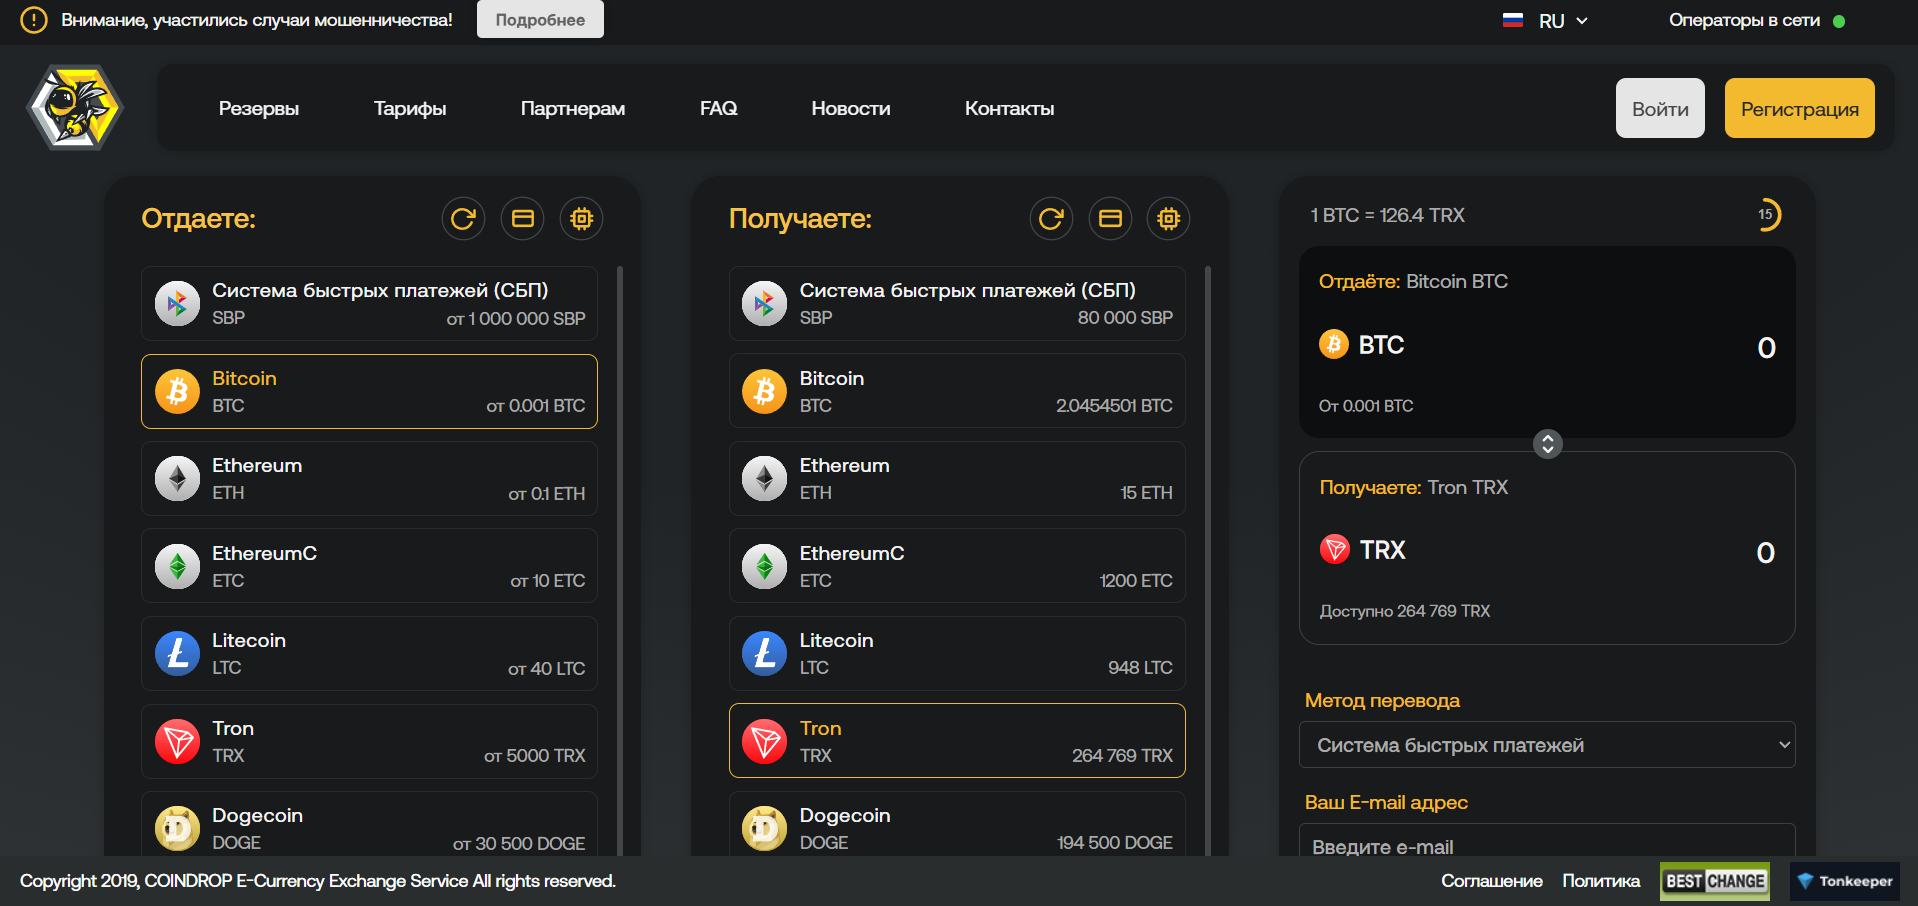 Внимание, участились случаи мошенничества!
Подробнее
RU
Операторы в сети
Резервы
Тарифы
Партнерам
FAQ
Новости
Контакты
Войти
Регистрация
Отдаете:
Система быстрых платежей (СБП)
SBP
от 1 000 000 SBP
Bitcoin
BTC
от 0.001 BTC
Ethereum
ETH
от 0.1 ETH
EthereumC
ETC
от 10 ETC
Litecoin
LTC
от 40 LTC
Tron
TRX
от 5000 TRX
Dogecoin
DOGE
от 30 500 DOGE
Получаете:
Система быстрых платежей (СБП)
SBP
80 000 SBP
Bitcoin
BTC
2.0454501 BTC
Ethereum
ETH
15 ETH
EthereumC
ETC
1200 ETC
Litecoin
LTC
948 LTC
Tron
TRX
264 769 TRX
Dogecoin
DOGE
194 500 DOGE
1 BTC = 126.4 TRX
15
Отдаёте: Bitcoin BTC
BTC
0
От 0.001 BTC
Получаете: Tron TRX
TRX
0
Доступно 264 769 TRX
Метод перевода
Система быстрых платежей
Ваш E-mail адрес
Введите e-mail
Copyright 2019, COINDROP E-Currency Exchange Service All rights reserved.
Соглашение
Политика
BEST CHANGE
Tonkeeper